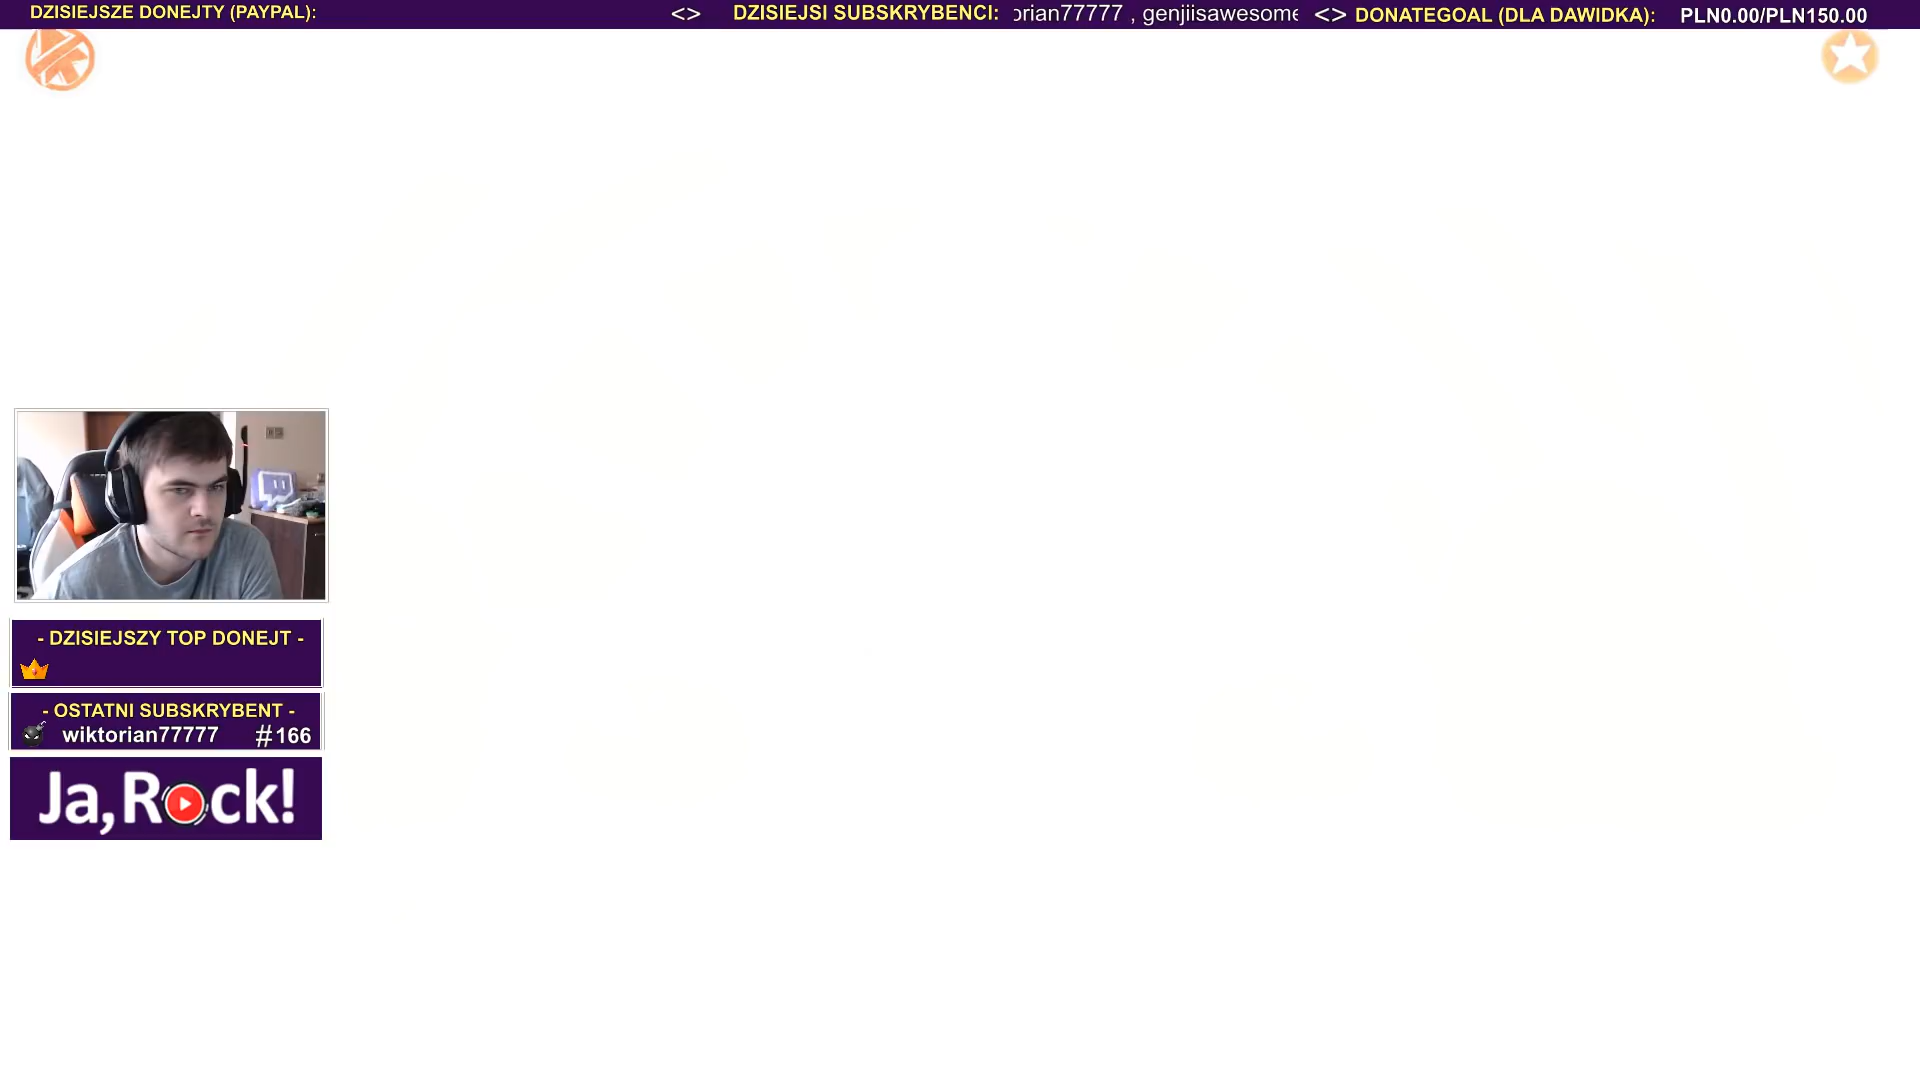 DZISIEJSZE DONEJTY (PAYPAL): <> DZISIEJSI SUBSKRYBENCI: orian77777 , genjiisawesome <> DONATEGOAL (DLA DAWIDKA): PLN0.00/PLN150.00
- DZISIEJSZY TOP DONEJT -
- OSTATNI SUBSKRYBENT -
wiktorian77777 #166
Ja,Rock!